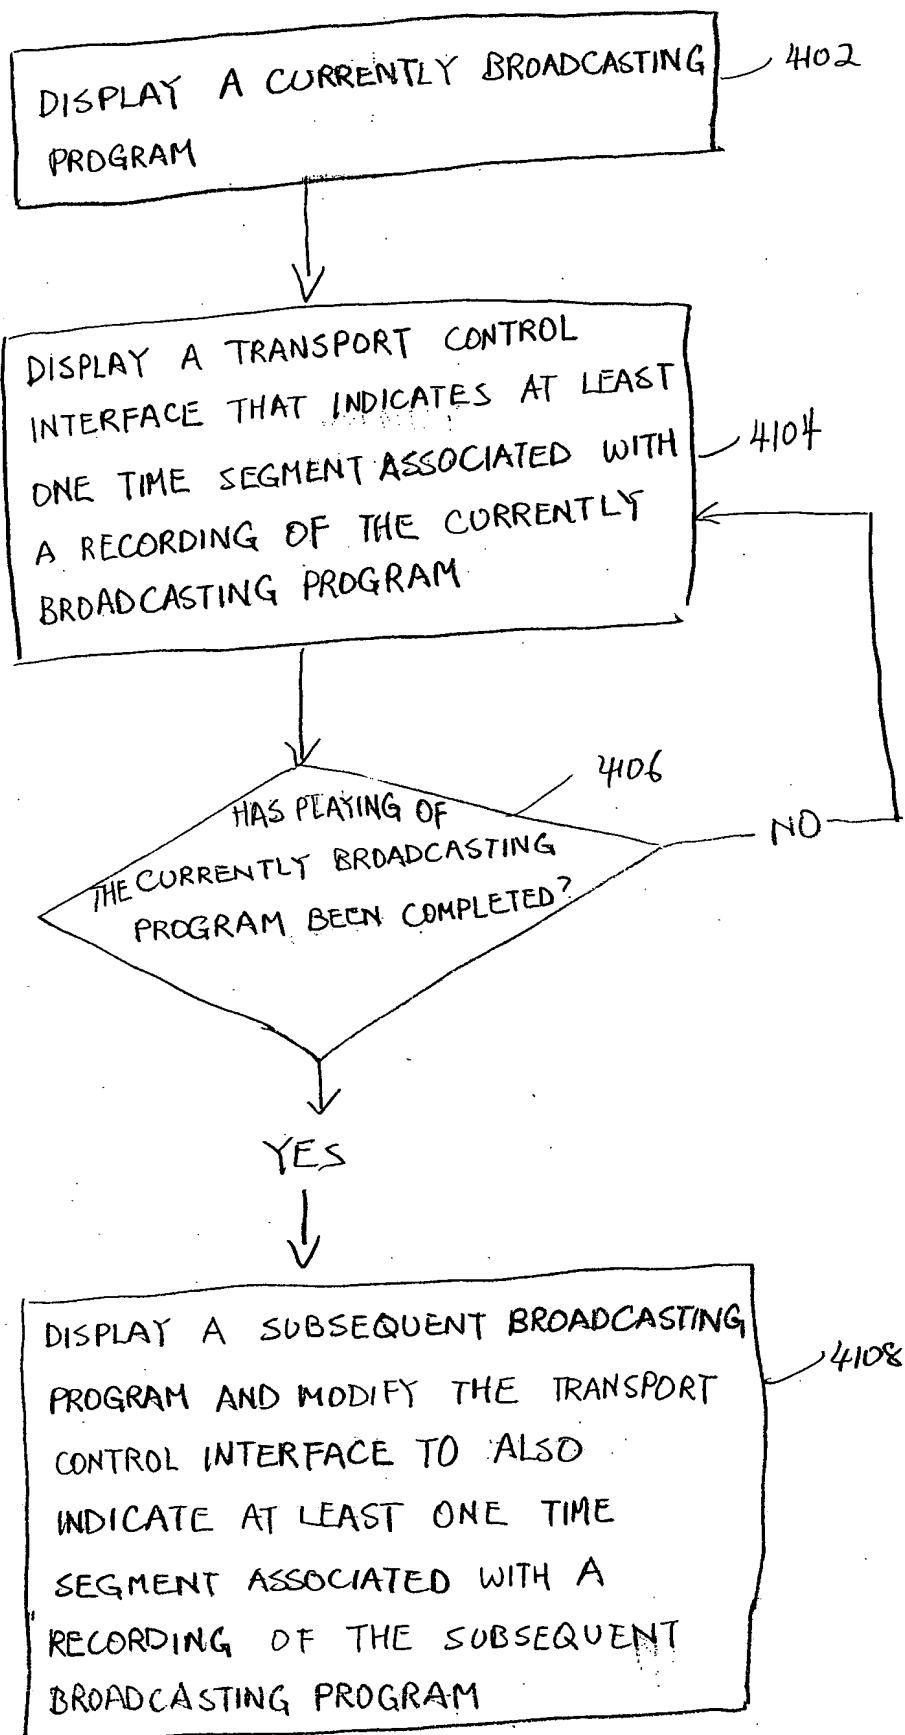 DISPLAY A CURRENTLY BROADCASTING
PROGRAM
4102
DISPLAY A TRANSPORT CONTROL
INTERFACE THAT INDICATES AT LEAST
ONE TIME SEGMENT ASSOCIATED WITH
A RECORDING OF THE CURRENTLY
BROADCASTING PROGRAM
4104
HAS PLAYING OF
THE CURRENTLY BROADCASTING
PROGRAM BEEN COMPLETED?
4106
NO
YES
DISPLAY A SUBSEQUENT BROADCASTING
PROGRAM AND MODIFY THE TRANSPORT
CONTROL INTERFACE TO ALSO
INDICATE AT LEAST ONE TIME
SEGMENT ASSOCIATED WITH A
RECORDING OF THE SUBSEQUENT
BROADCASTING PROGRAM
4108